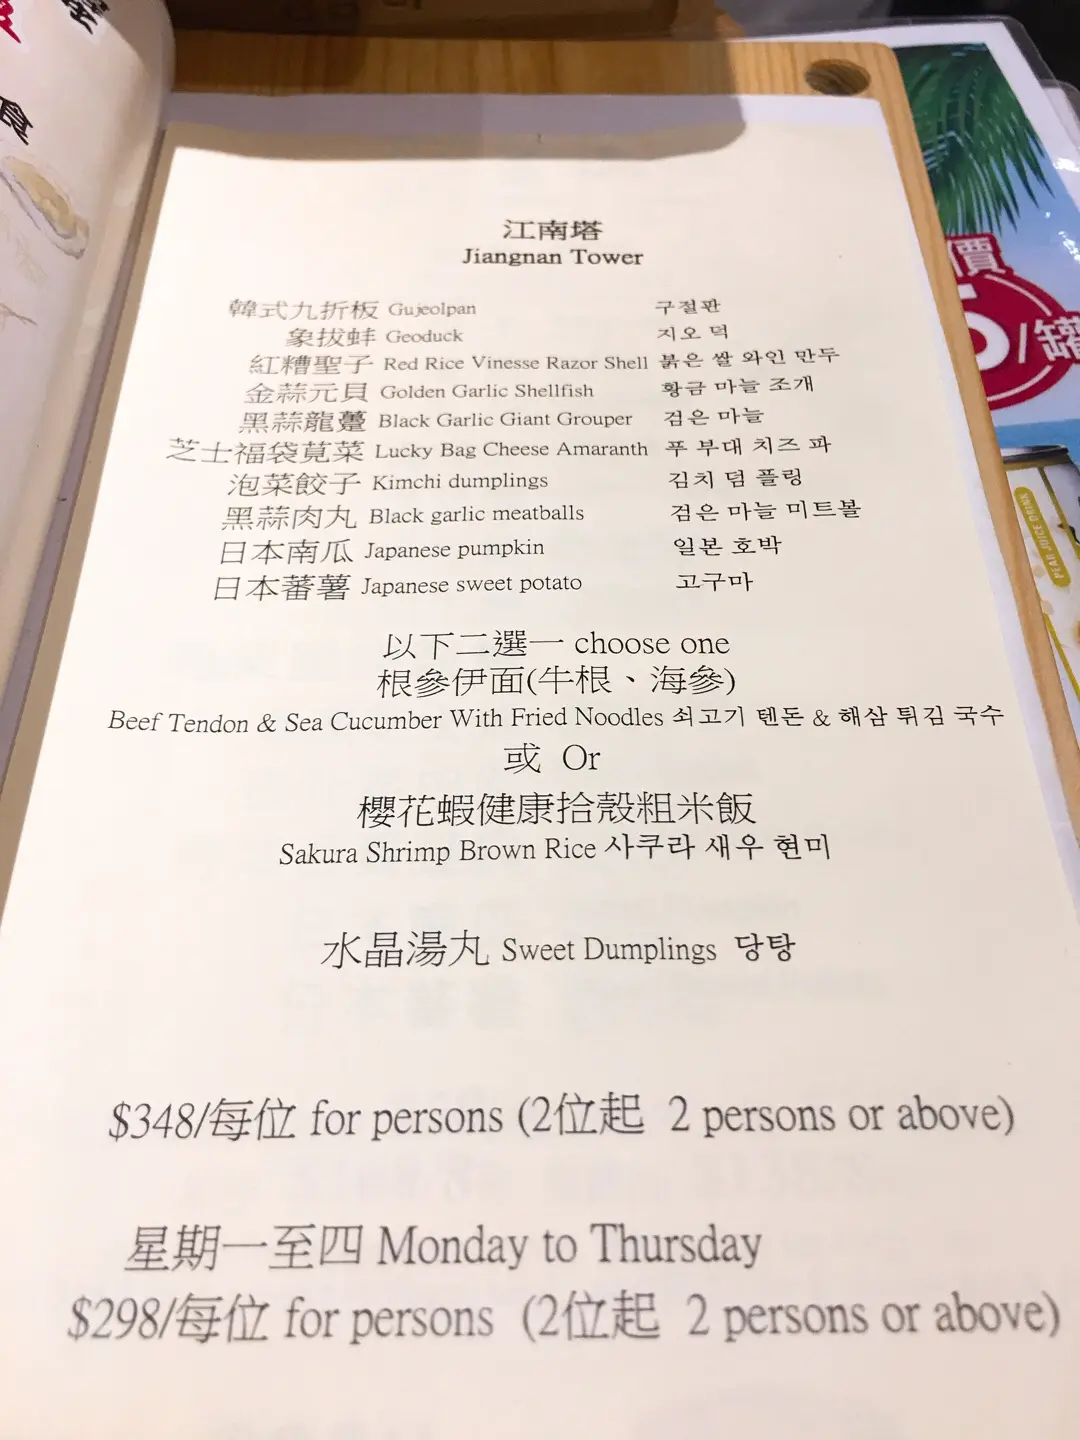 食
江南塔
Jiangnan Tower
韓式九折板 Gujeolpan 구절판
象拔蚌 Geoduck 지오 덕
紅糟聖子 Red Rice Vinesse Razor Shell 붉은 쌀 와인 만두
金蒜元貝 Golden Garlic Shellfish 황금 마늘 조개
黑蒜龍躉 Black Garlic Giant Grouper 검은 마늘
芝士福袋莧菜 Lucky Bag Cheese Amaranth 푸 부대 치즈 파
泡菜餃子 Kimchi dumplings 김치 덤 플링
黑蒜肉丸 Black garlic meatballs 검은 마늘 미트볼
日本南瓜 Japanese pumpkin 일본 호박
日本蕃薯 Japanese sweet potato 고구마
以下二選一 choose one
根參伊面(牛根、海參)
Beef Tendon & Sea Cucumber With Fried Noodles 쇠고기 텐돈 & 해삼 튀김 국수
或 Or
櫻花蝦健康拾殼粗米飯
Sakura Shrimp Brown Rice 사쿠라 새우 현미
水晶湯丸 Sweet Dumplings 당탕
$348/每位 for persons (2位起 2 persons or above)
星期一至四 Monday to Thursday
$298/每位 for persons (2位起 2 persons or above)
價
5/罐
PEAR JUICE DRINK